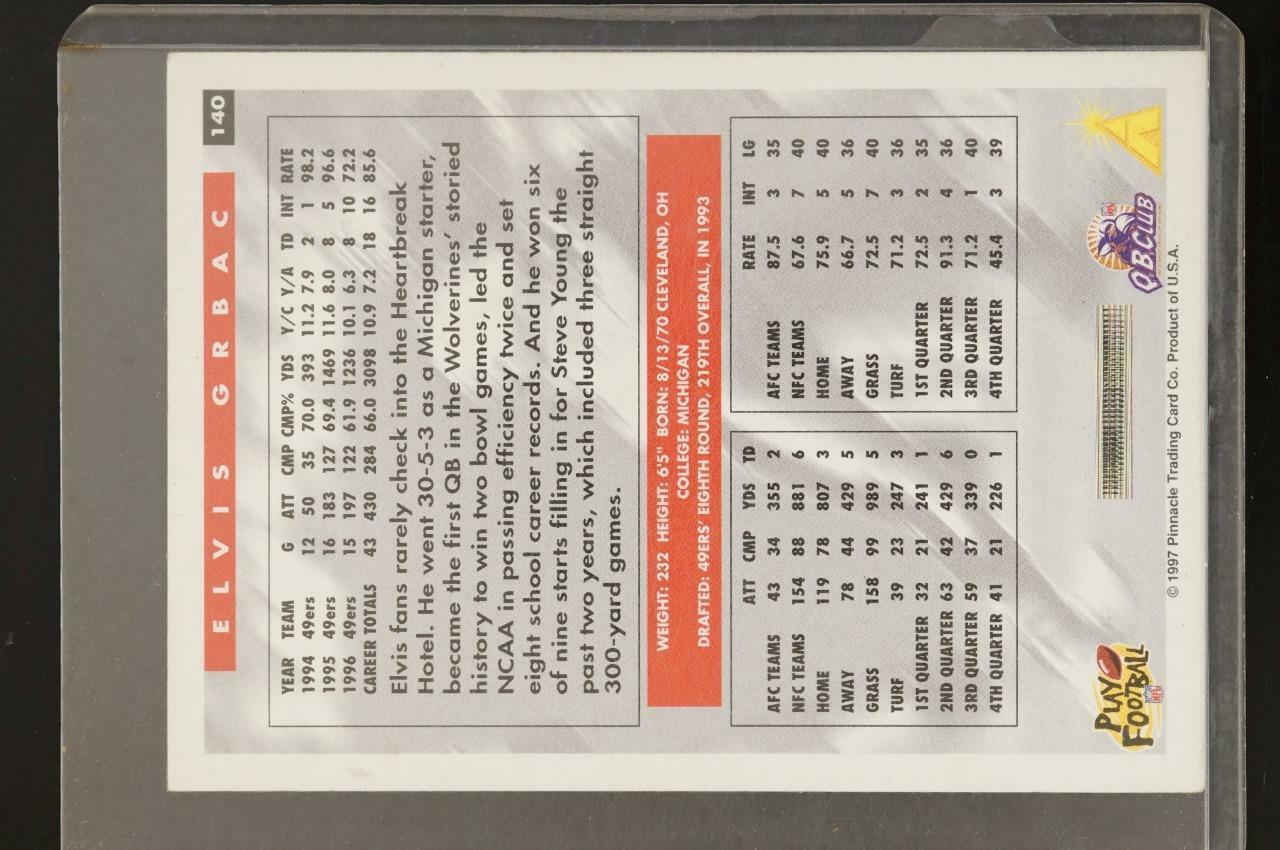 ELVIS GRBAC 140
YEAR TEAM G ATT CMP CMP% YDS Y/C Y/A TD INT RATE
1994 49ers 12 50 35 70.0 393 11.2 7.9 2 1 98.2
1995 49ers 16 183 127 69.4 1469 11.6 8.0 8 5 96.6
1996 49ers 15 197 122 61.9 1236 10.1 6.3 8 10 72.2
CAREER TOTALS 43 430 284 66.0 3098 10.9 7.2 18 16 85.6
Elvis fans rarely check into the Heartbreak
Hotel. He went 30-5-3 as a Michigan starter,
became the first QB in the Wolverines' storied
history to win two bowl games, led the
NCAA in passing efficiency twice and set
eight school career records. And he won six
of nine starts filling in for Steve Young the
past two years, which included three straight
300-yard games.
WEIGHT: 232 HEIGHT: 6'5" BORN: 8/13/70 CLEVELAND, OH
COLLEGE: MICHIGAN
DRAFTED: 49ERS' EIGHTH ROUND, 219TH OVERALL, IN 1993
ATT CMP YDS TD
AFC TEAMS 43 34 355 2
NFC TEAMS 154 88 881 6
HOME 119 78 807 3
AWAY 78 44 429 5
GRASS 158 99 989 5
TURF 39 23 247 3
1ST QUARTER 32 21 241 1
2ND QUARTER 63 42 429 6
3RD QUARTER 59 37 339 0
4TH QUARTER 41 21 226 1
RATE INT LG
AFC TEAMS 87.5 3 35
NFC TEAMS 67.6 7 40
HOME 75.9 5 40
AWAY 66.7 5 36
GRASS 72.5 7 40
TURF 71.2 3 36
1ST QUARTER 72.5 2 35
2ND QUARTER 91.3 4 36
3RD QUARTER 71.2 1 40
4TH QUARTER 45.4 3 39
PLAY
FOOTBALL
NFL
Q.B. CLUB
© 1997 Pinnacle Trading Card Co. Product of U.S.A.